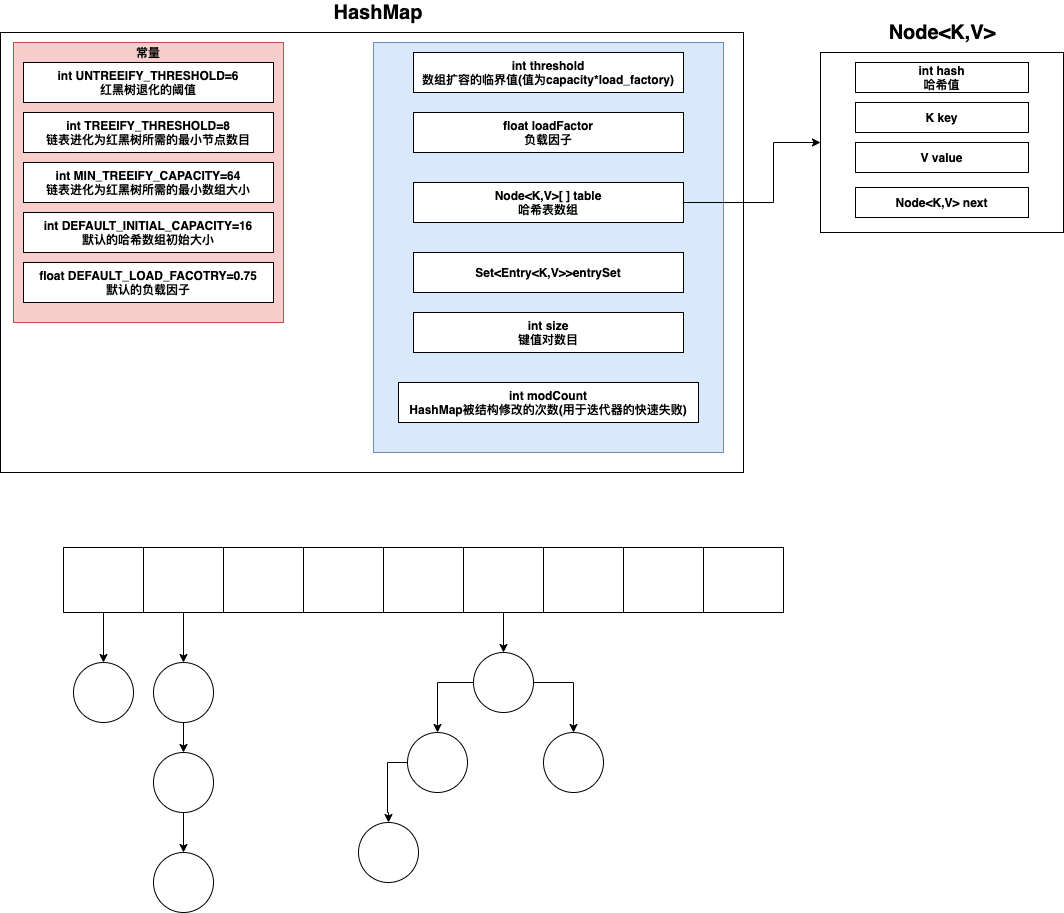 HashMap
常量
int UNTREEIFY_THRESHOLD=6
红黑树退化的阈值
int TREEIFY_THRESHOLD=8
链表进化为红黑树所需的最小节点数目
int MIN_TREEIFY_CAPACITY=64
链表进化为红黑树所需的最小数组大小
int DEFAULT_INITIAL_CAPACITY=16
默认的哈希数组初始大小
float DEFAULT_LOAD_FACOTRY=0.75
默认的负载因子
int threshold
数组扩容的临界值(值为capacity*load_factory)
float loadFactor
负载因子
Node<K,V>[ ] table
哈希表数组
Set<Entry<K,V>>entrySet
int size
键值对数目
int modCount
HashMap被结构修改的次数(用于迭代器的快速失败)
Node<K,V>
int hash
哈希值
K key
V value
Node<K,V> next